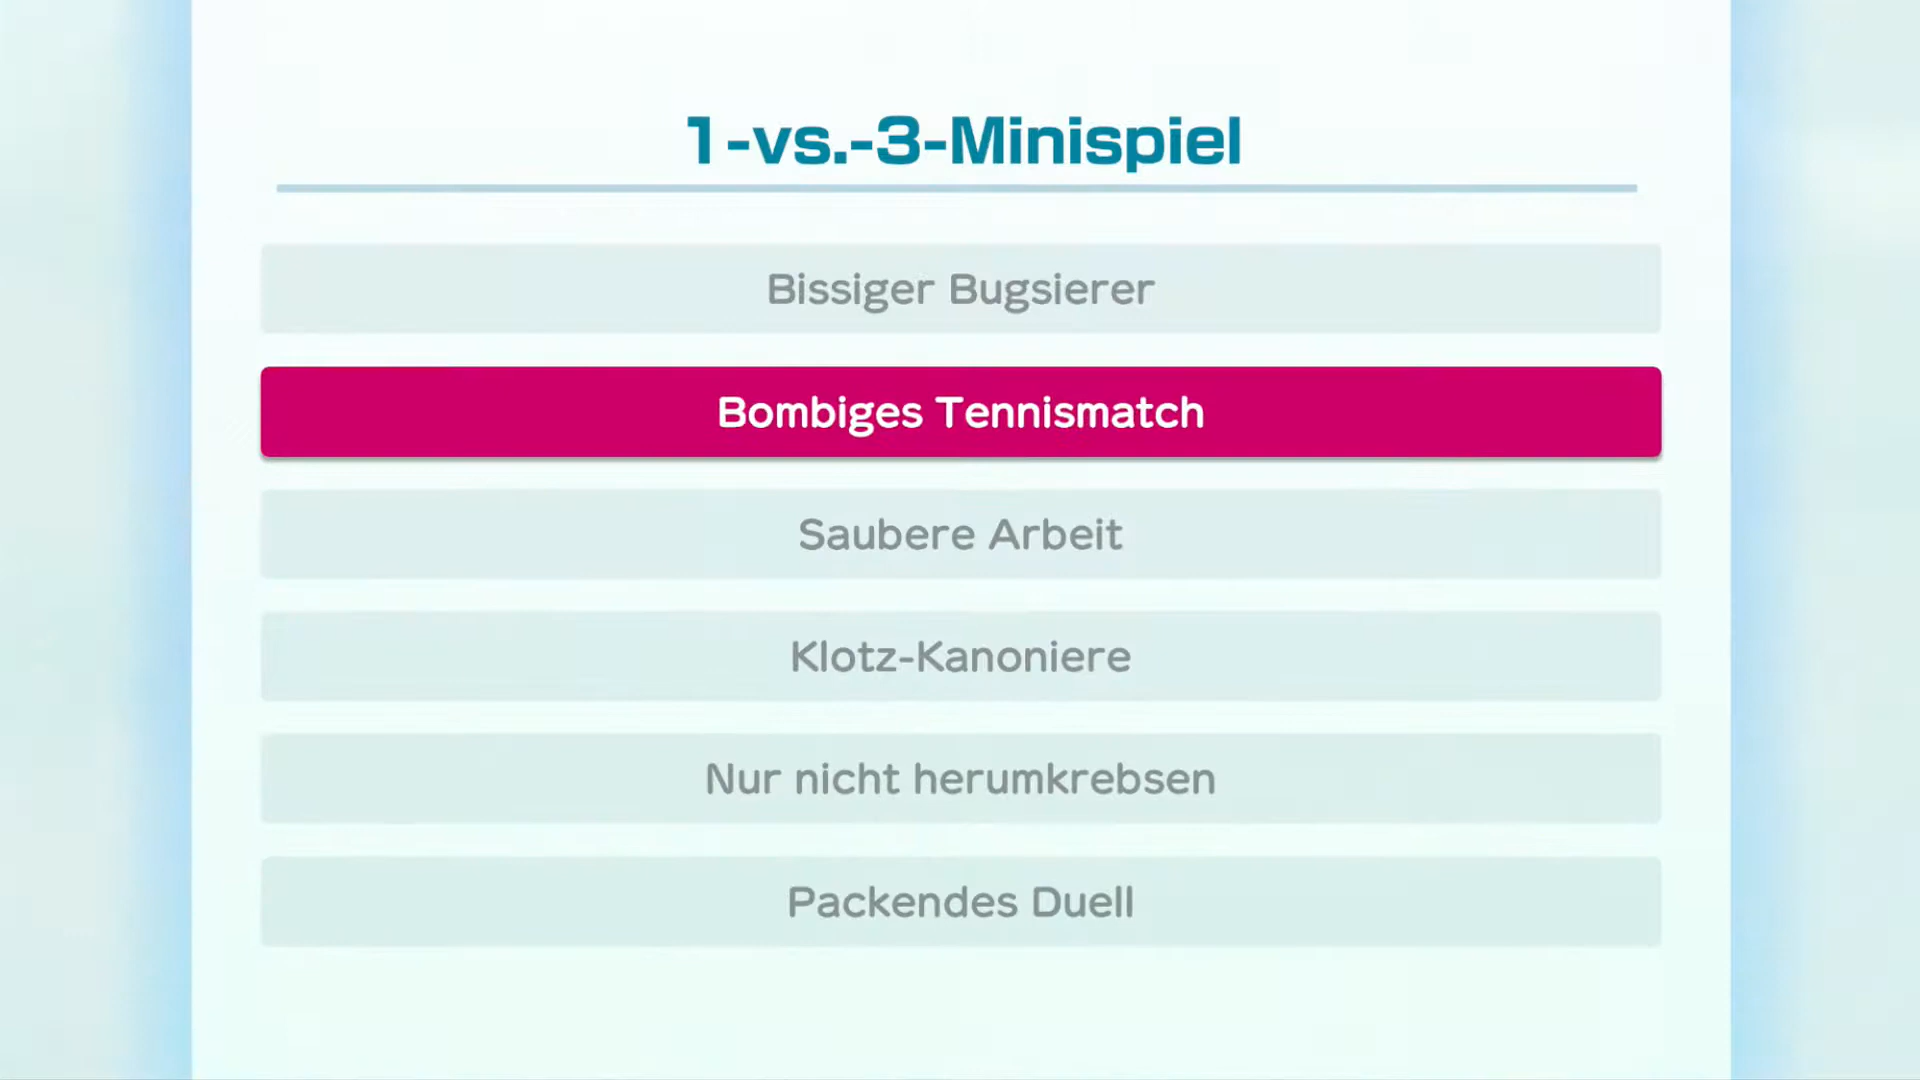 1-vs.-3-Minispiel
Bissiger Bugsierer
Bombiges Tennismatch
Saubere Arbeit
Klotz-Kanoniere
Nur nicht herumkrebsen
Packendes Duell